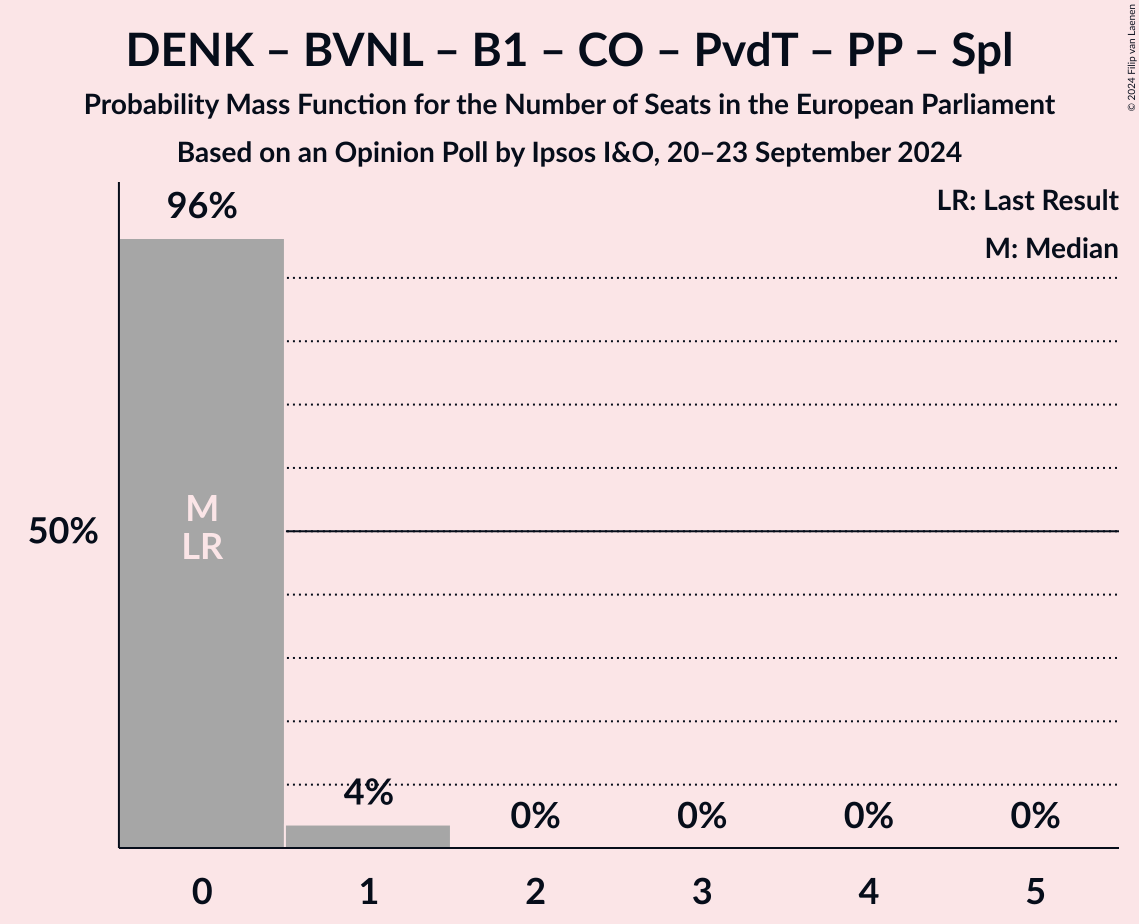 DENK – BVNL – B1 – CO – PvdT – PP – Spl
Probability Mass Function for the Number of Seats in the European Parliament
Based on an Opinion Poll by Ipsos I&O, 20–23 September 2024
© 2024 Filip van Laenen
LR: Last Result
M: Median
96%
M
LR
50%
4%
0%
0%
0%
0%
0
1
2
3
4
5